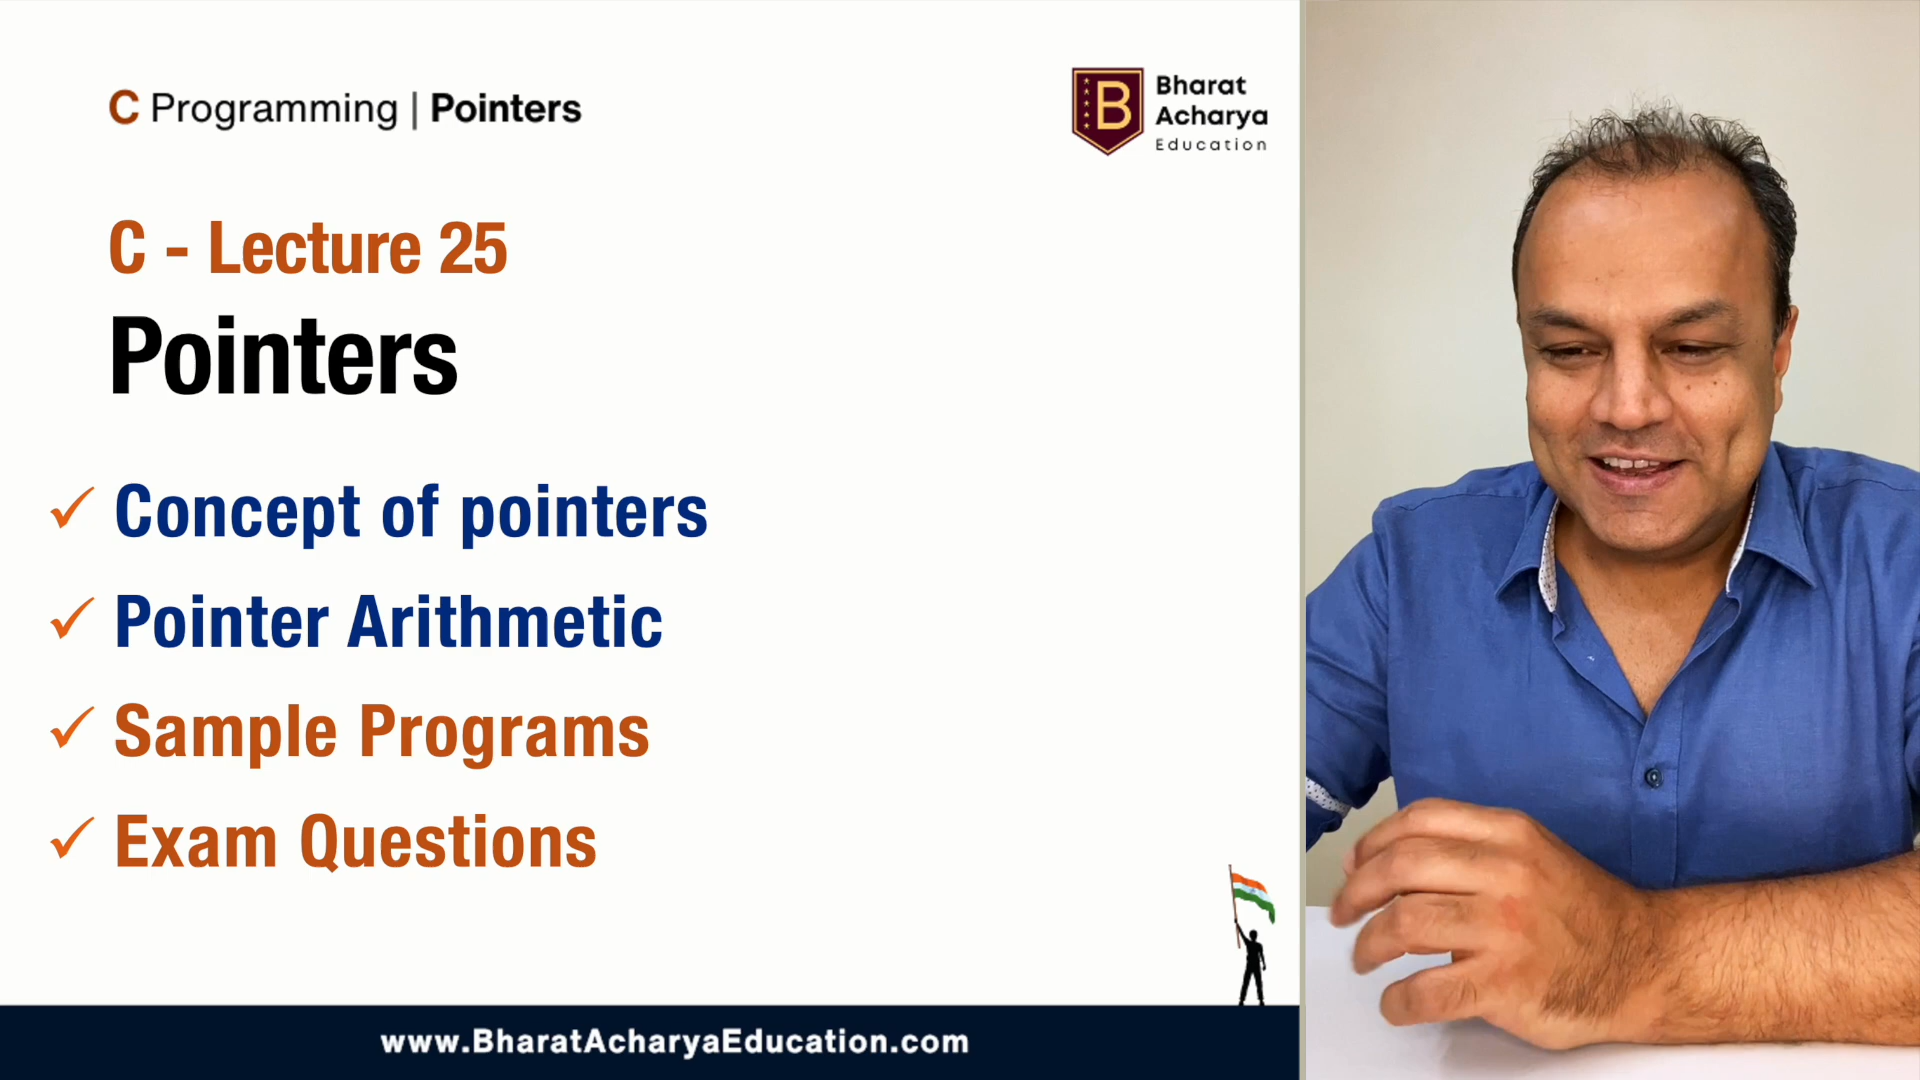 C Programming | Pointers
B
Bharat
Acharya
Education
C - Lecture 25
Pointers
✓ Concept of pointers
✓ Pointer Arithmetic
✓ Sample Programs
✓ Exam Questions
www.BharatAcharyaEducation.com